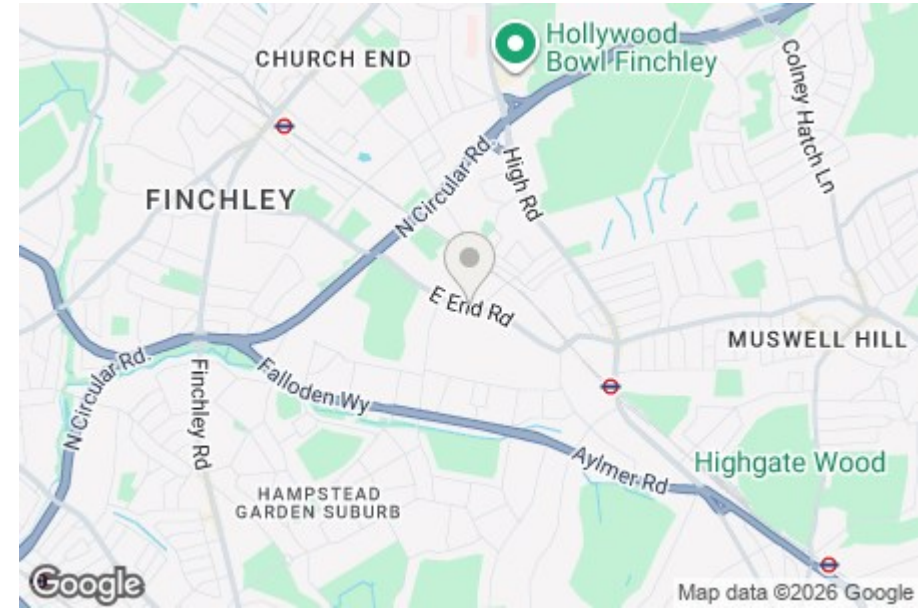 Hollywood
Bowl Finchley
CHURCH END
Colney Hatch Ln
N Circular Rd.
High Rd
FINCHLEY
E End Rd
MUSWELL HILL
N Circular Rd.
Finchley Rd
Falloden Wy
Aylmer Rd
Highgate Wood
HAMPSTEAD
GARDEN SUBURB
Google
Map data ©2026 Google